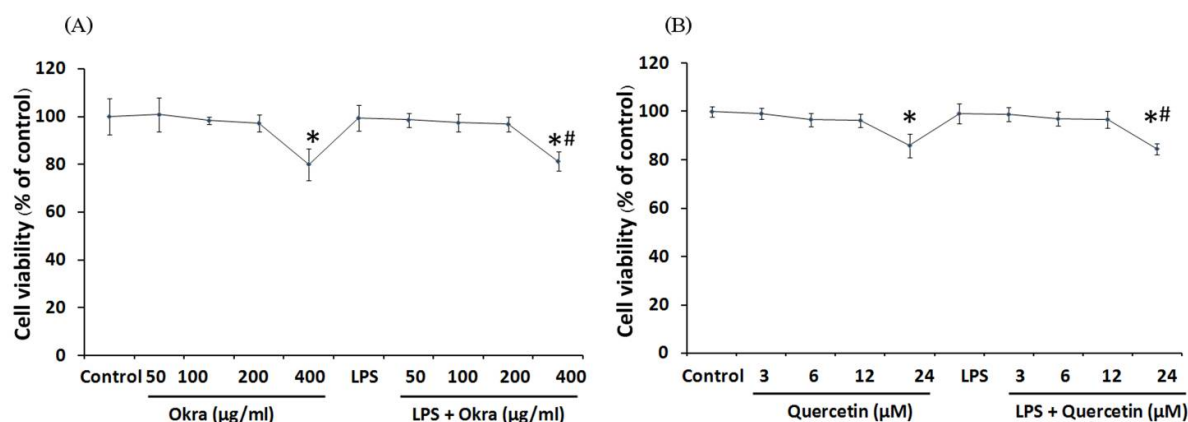 (A)
Cell viability (% of control)
120
100
80
60
40
20
0
*
*#
Control 50 100 200 400 LPS 50 100 200 400
Okra (μg/ml) LPS + Okra (μg/ml)
(B)
Cell viability (% of control)
120
100
80
60
40
20
0
*
*#
Control 3 6 12 24 LPS 3 6 12 24
Quercetin (μM) LPS + Quercetin (μM)